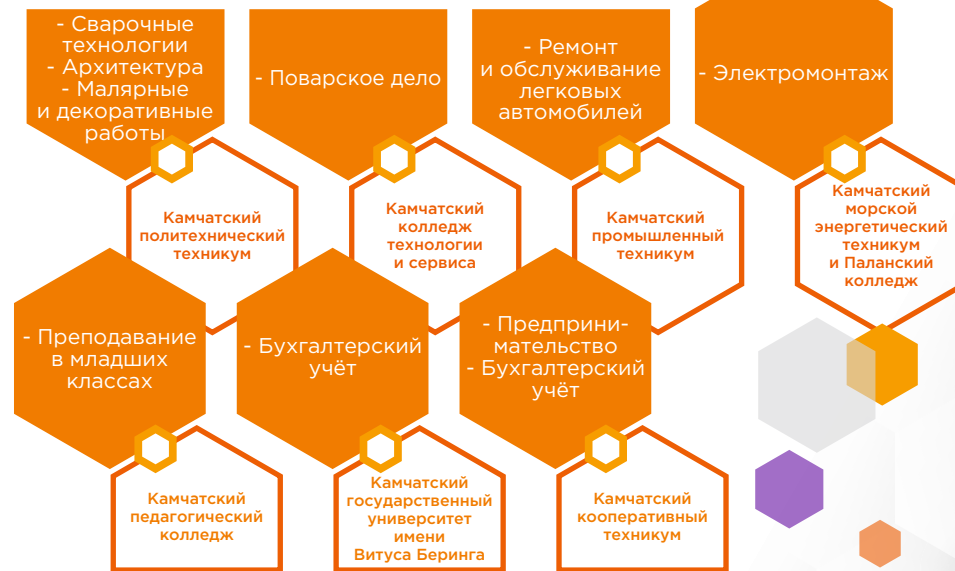 - Сварочные
технологии
- Архитектура
- Малярные
и декоративные
работы
- Поварское дело
- Ремонт
и обслуживание
легковых
автомобилей
- Электромонтаж
Камчатский
политехнический
техникум
Камчатский
колледж
технологии
и сервиса
Камчатский
промышленный
техникум
Камчатский
морской
энергетический
техникум
и Паланский
колледж
- Преподавание
в младших
классах
- Бухгалтерский
учёт
- Предприни-
мательство
- Бухгалтерский
учёт
Камчатский
педагогический
колледж
Камчатский
государственный
университет
имени
Витуса Беринга
Камчатский
кооперативный
техникум